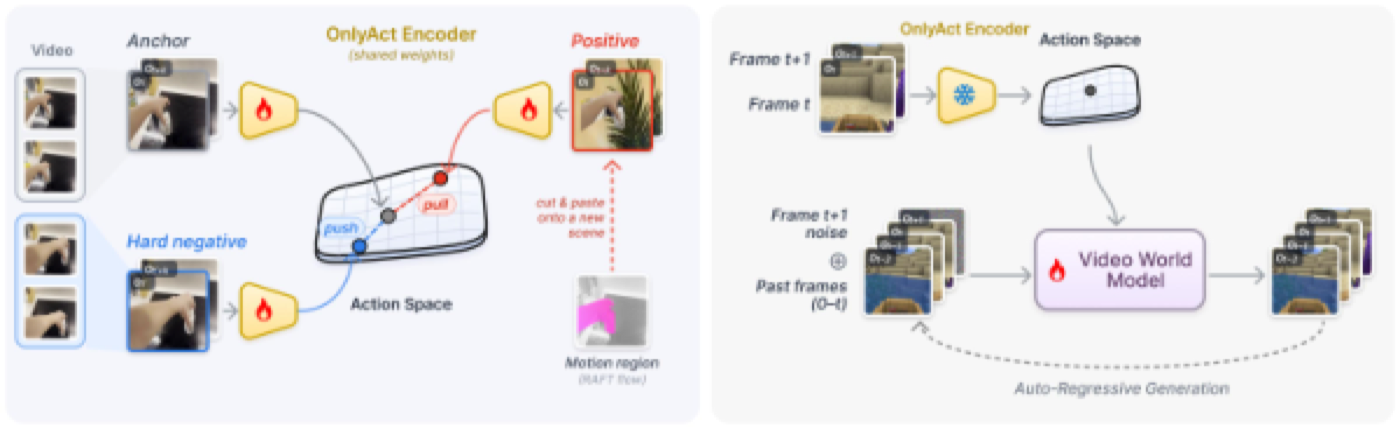 Video
Anchor
OnlyAct Encoder
(shared weights)
Positive
push
pull
cut & paste
onto a new
scene
Hard negative
Action Space
Motion region
(RAFT flow)
OnlyAct Encoder
Action Space
Frame t+1
Frame t
Frame t+1
noise
⊕
Past frames
(0–t)
Video World
Model
Auto-Regressive Generation